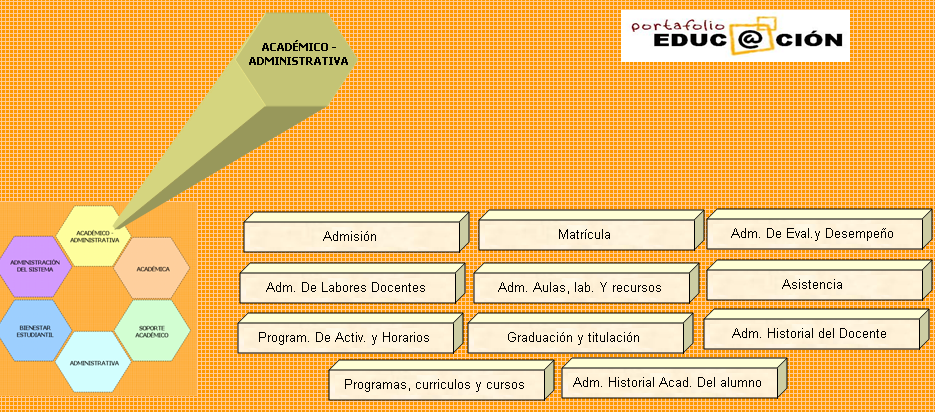 portafolio
EDUC@CIÓN
ACADÉMICO -
ADMINISTRATIVA
ACADÉMICO -
ADMINISTRATIVA
ADMINISTRACIÓN
DEL SISTEMA
ACADÉMICA
BIENESTAR
ESTUDIANTIL
SOPORTE
ACADÉMICO
ADMINISTRATIVA
Admisión
Matrícula
Adm. De Eval.y Desempeño
Adm. De Labores Docentes
Adm. Aulas, lab. Y recursos
Asistencia
Program. De Activ. y Horarios
Graduación y titulación
Adm. Historial del Docente
Programas, curriculos y cursos
Adm. Historial Acad. Del alumno